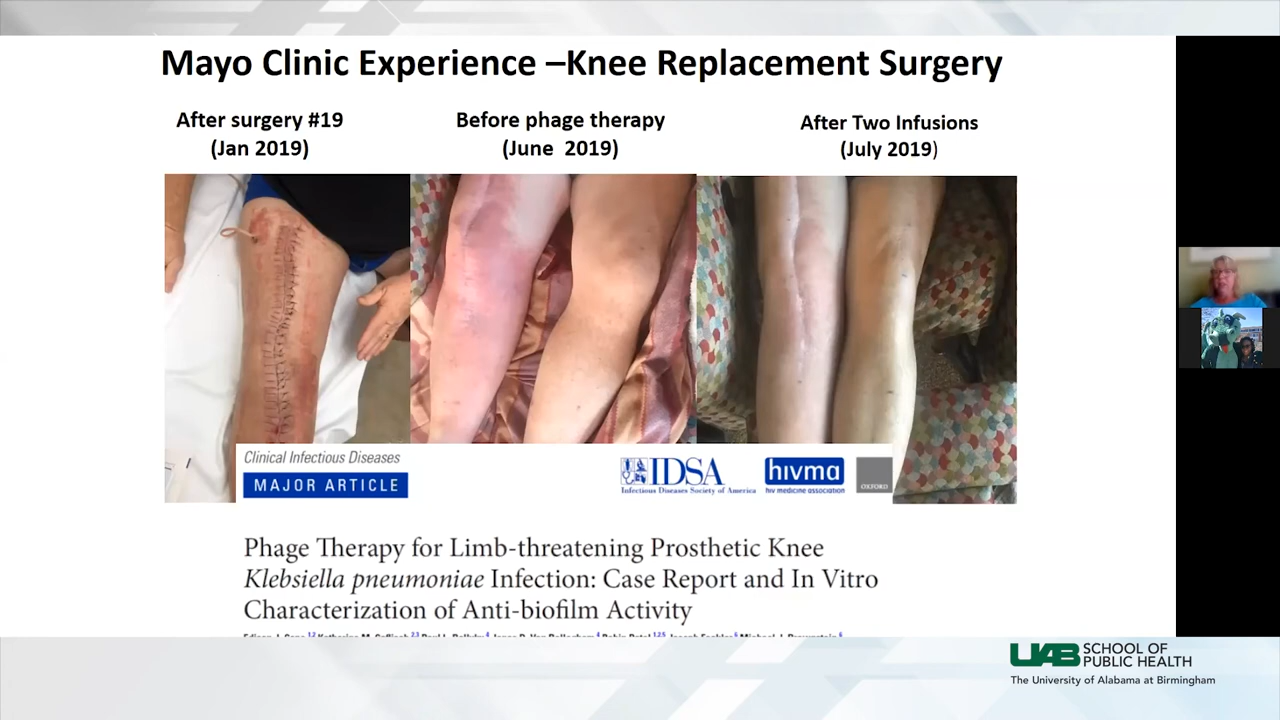 Mayo Clinic Experience –Knee Replacement Surgery
After surgery #19
(Jan 2019)
Before phage therapy
(June 2019)
After Two Infusions
(July 2019)
Clinical Infectious Diseases
MAJOR ARTICLE
IDSA
Infectious Diseases Society of America
hivma
hiv medicine association
OXFORD
Phage Therapy for Limb-threatening Prosthetic Knee
Klebsiella pneumoniae Infection: Case Report and In Vitro
Characterization of Anti-biofilm Activity
UAB SCHOOL OF
PUBLIC HEALTH
The University of Alabama at Birmingham